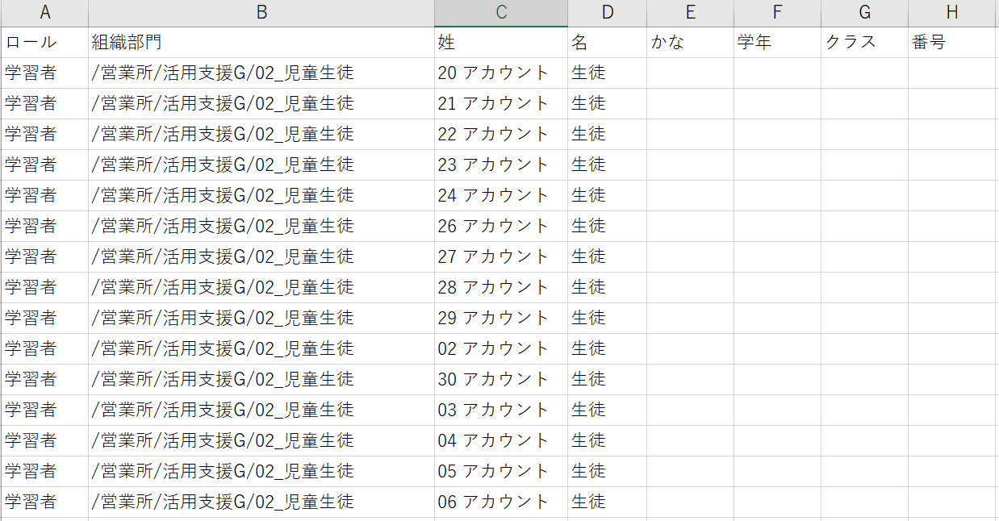 A B C D E F G H
ロール 組織部門 姓 名 かな 学年 クラス 番号
学習者 /営業所/活用支援G/02_児童生徒 20 アカウント 生徒
学習者 /営業所/活用支援G/02_児童生徒 21 アカウント 生徒
学習者 /営業所/活用支援G/02_児童生徒 22 アカウント 生徒
学習者 /営業所/活用支援G/02_児童生徒 23 アカウント 生徒
学習者 /営業所/活用支援G/02_児童生徒 24 アカウント 生徒
学習者 /営業所/活用支援G/02_児童生徒 26 アカウント 生徒
学習者 /営業所/活用支援G/02_児童生徒 27 アカウント 生徒
学習者 /営業所/活用支援G/02_児童生徒 28 アカウント 生徒
学習者 /営業所/活用支援G/02_児童生徒 29 アカウント 生徒
学習者 /営業所/活用支援G/02_児童生徒 02 アカウント 生徒
学習者 /営業所/活用支援G/02_児童生徒 30 アカウント 生徒
学習者 /営業所/活用支援G/02_児童生徒 03 アカウント 生徒
学習者 /営業所/活用支援G/02_児童生徒 04 アカウント 生徒
学習者 /営業所/活用支援G/02_児童生徒 05 アカウント 生徒
学習者 /営業所/活用支援G/02_児童生徒 06 アカウント 生徒